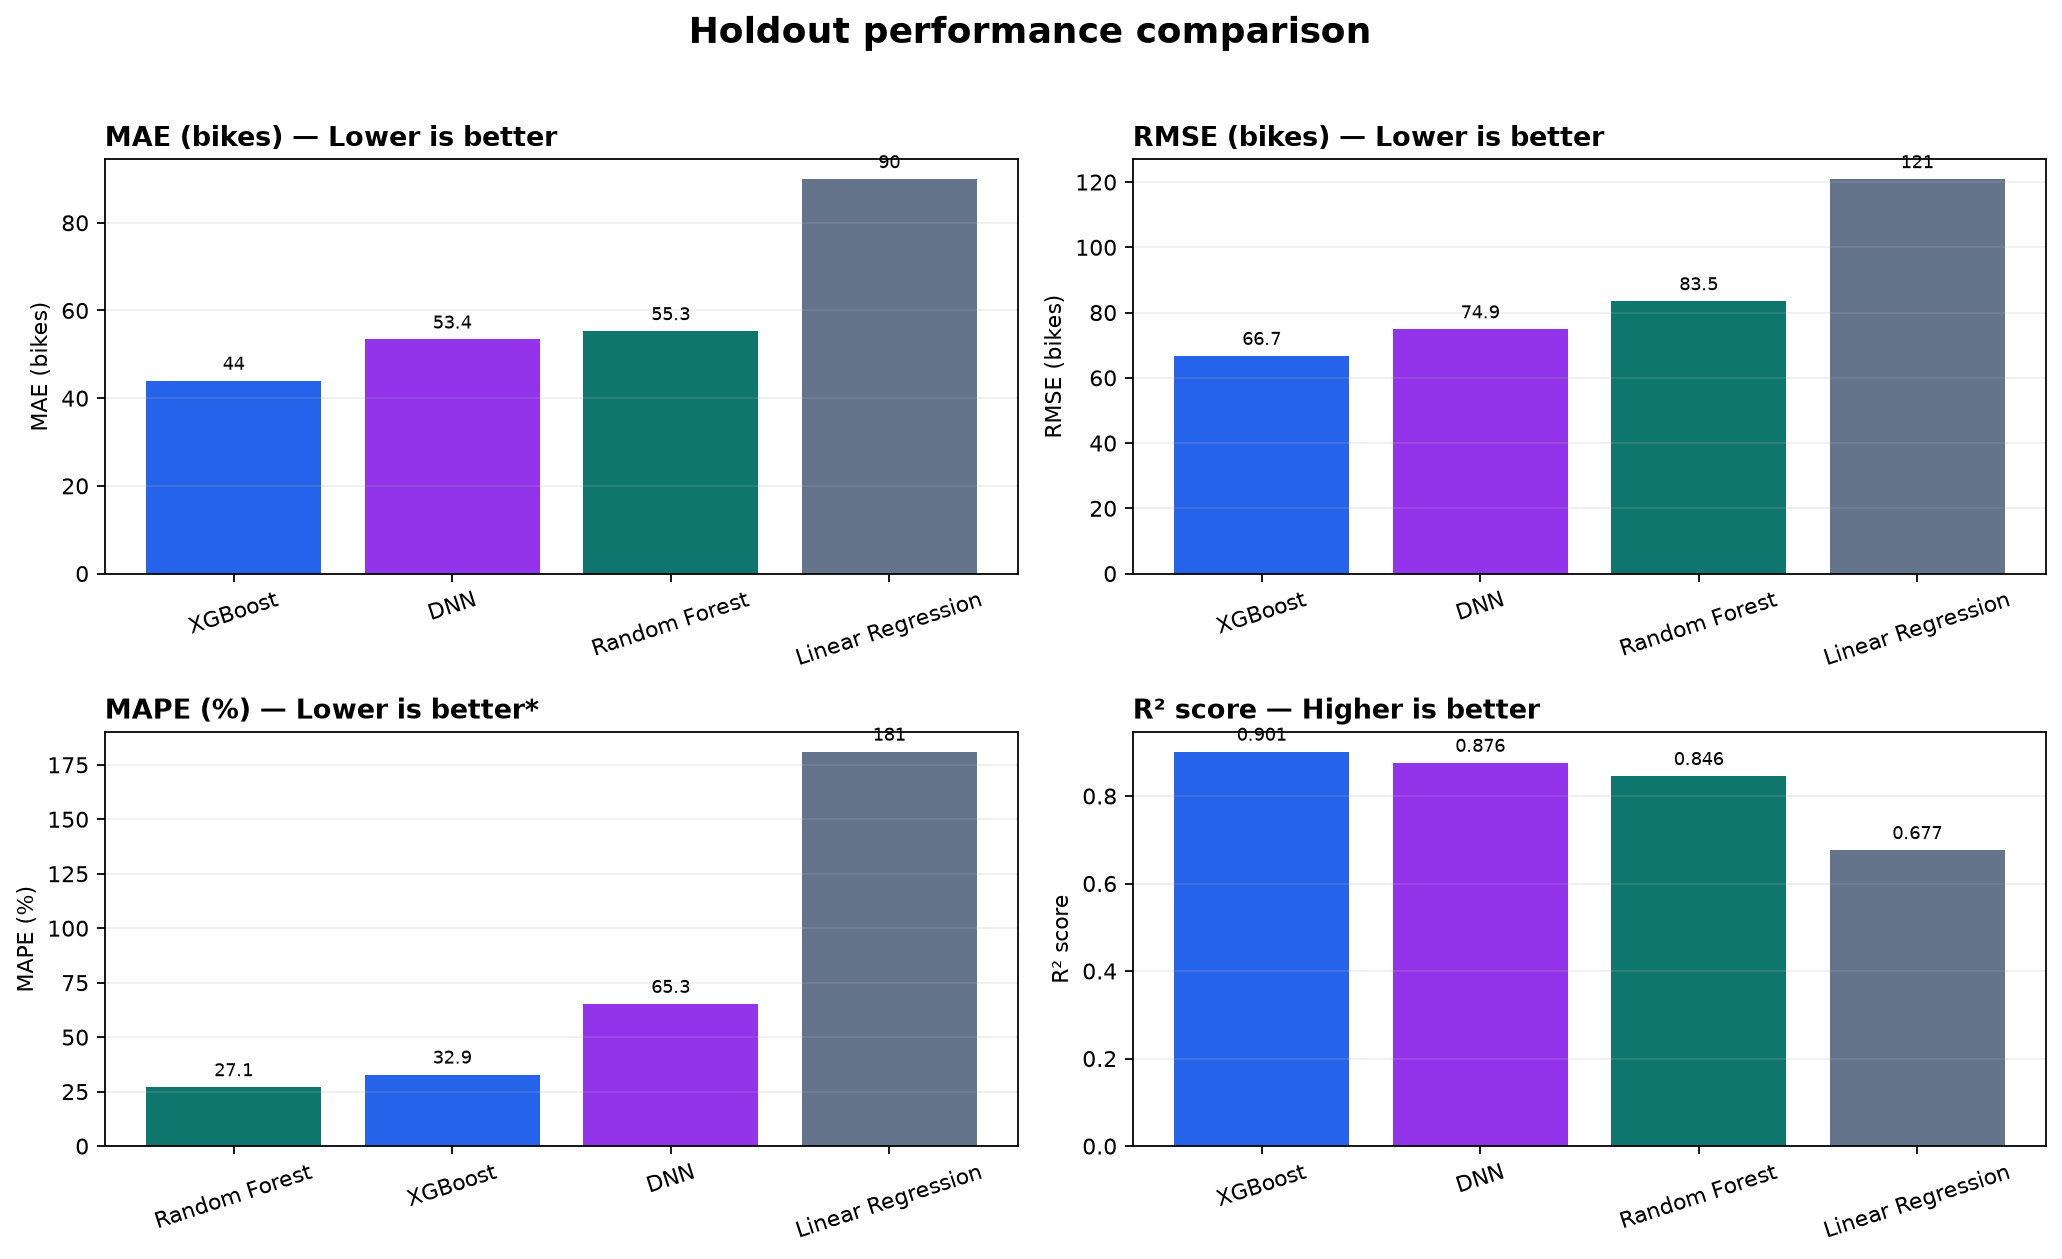 Holdout performance comparison
MAE (bikes) — Lower is better
MAE (bikes)
80
60
40
20
0
44
53.4
55.3
90
XGBoost
DNN
Random Forest
Linear Regression
RMSE (bikes) — Lower is better
RMSE (bikes)
120
100
80
60
40
20
0
66.7
74.9
83.5
121
XGBoost
DNN
Random Forest
Linear Regression
MAPE (%) — Lower is better*
MAPE (%)
175
150
125
100
75
50
25
0
27.1
32.9
65.3
181
Random Forest
XGBoost
DNN
Linear Regression
R² score — Higher is better
R² score
0.8
0.6
0.4
0.2
0.0
0.901
0.876
0.846
0.677
XGBoost
DNN
Random Forest
Linear Regression